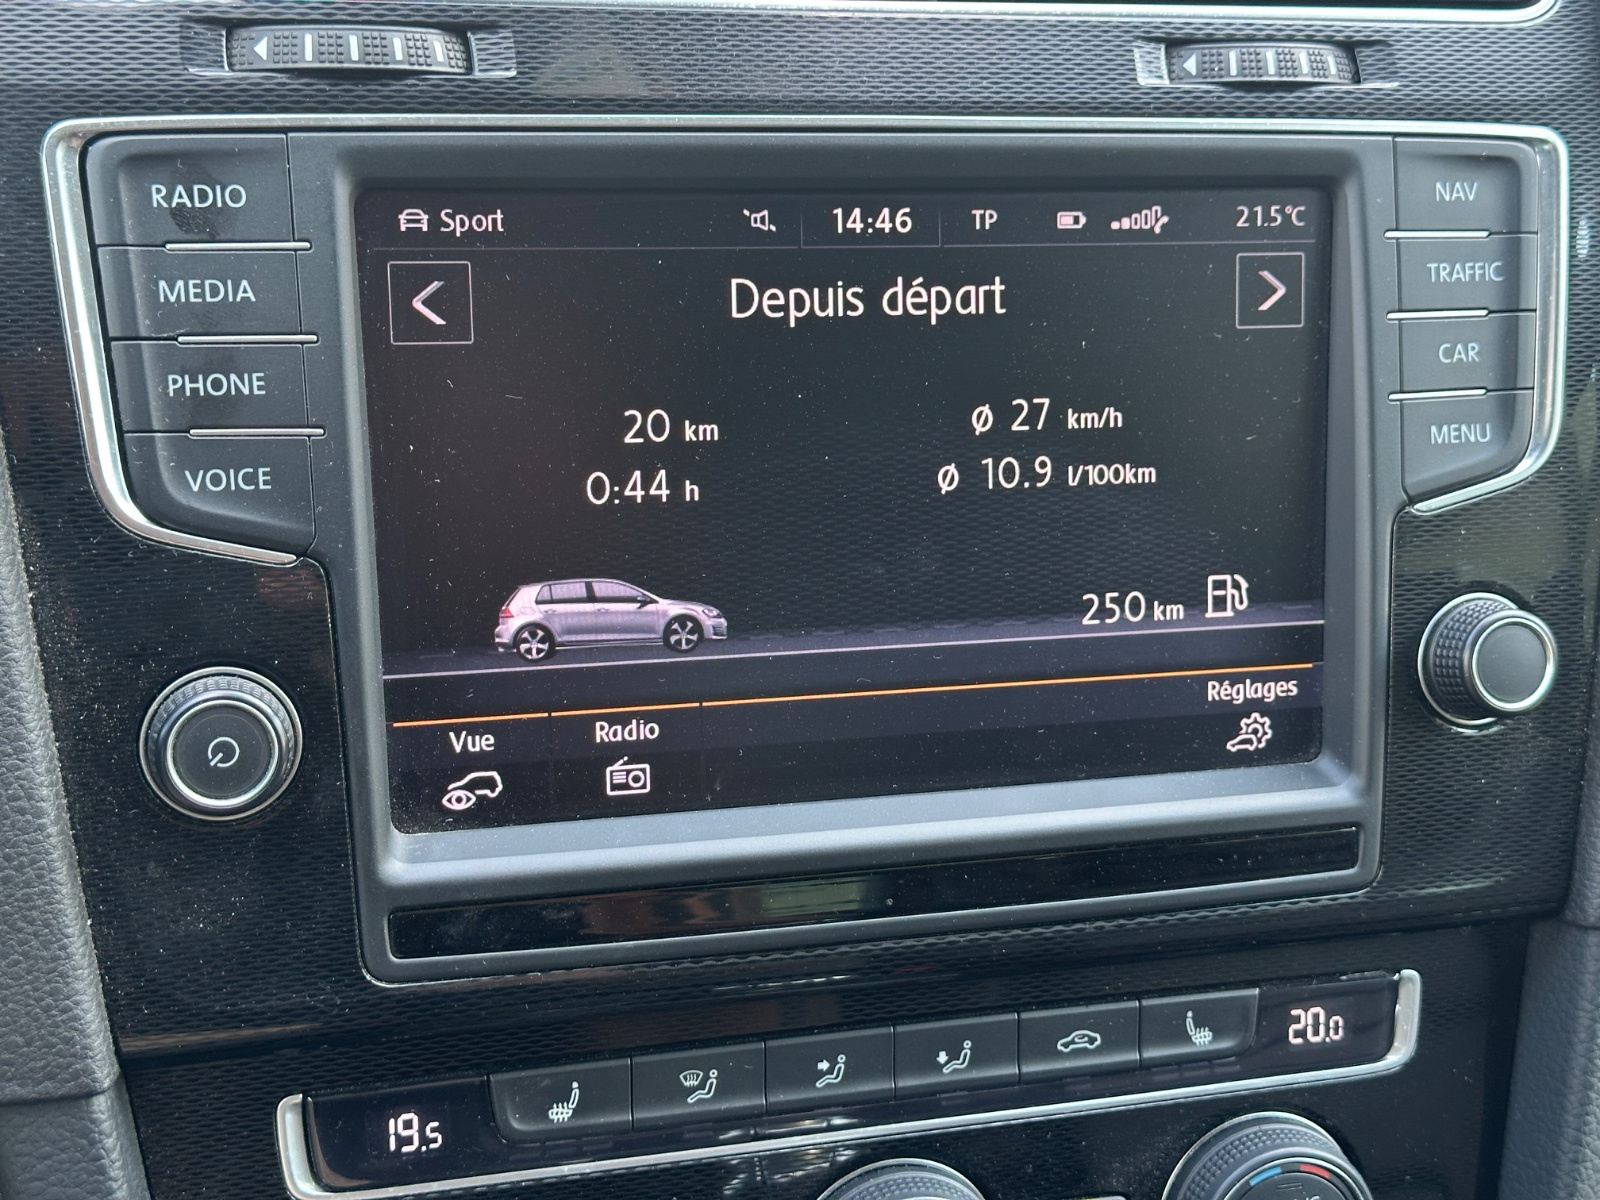 RADIO
MEDIA
PHONE
VOICE
Sport 14:46 TP 21.5°C
Depuis départ
20 km ø 27 km/h
0:44 h ø 10.9 l/100km
250 km
Vue Radio Réglages
NAV
TRAFFIC
CAR
MENU
19.5 20.0